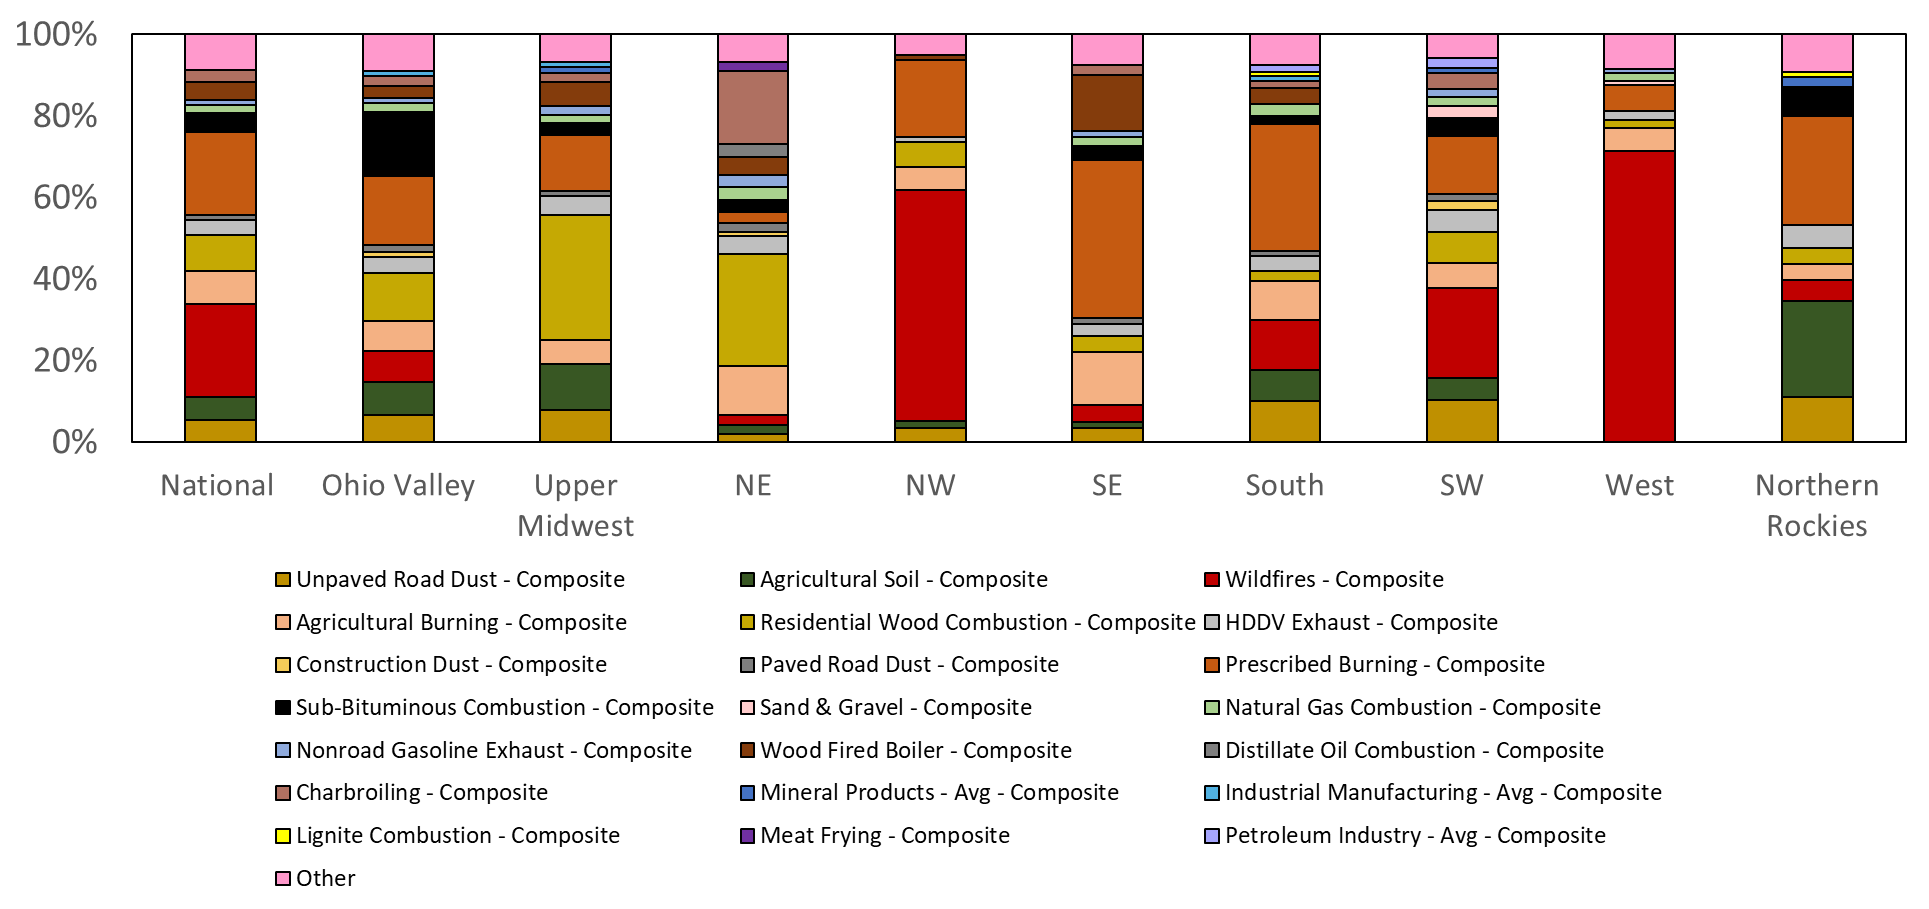 100%
80%
60%
40%
20%
0%
National Ohio Valley Upper Midwest NE NW SE South SW West Northern Rockies
Unpaved Road Dust - Composite Agricultural Soil - Composite Wildfires - Composite
Agricultural Burning - Composite Residential Wood Combustion - Composite HDDV Exhaust - Composite
Construction Dust - Composite Paved Road Dust - Composite Prescribed Burning - Composite
Sub-Bituminous Combustion - Composite Sand & Gravel - Composite Natural Gas Combustion - Composite
Nonroad Gasoline Exhaust - Composite Wood Fired Boiler - Composite Distillate Oil Combustion - Composite
Charbroiling - Composite Mineral Products - Avg - Composite Industrial Manufacturing - Avg - Composite
Lignite Combustion - Composite Meat Frying - Composite Petroleum Industry - Avg - Composite
Other